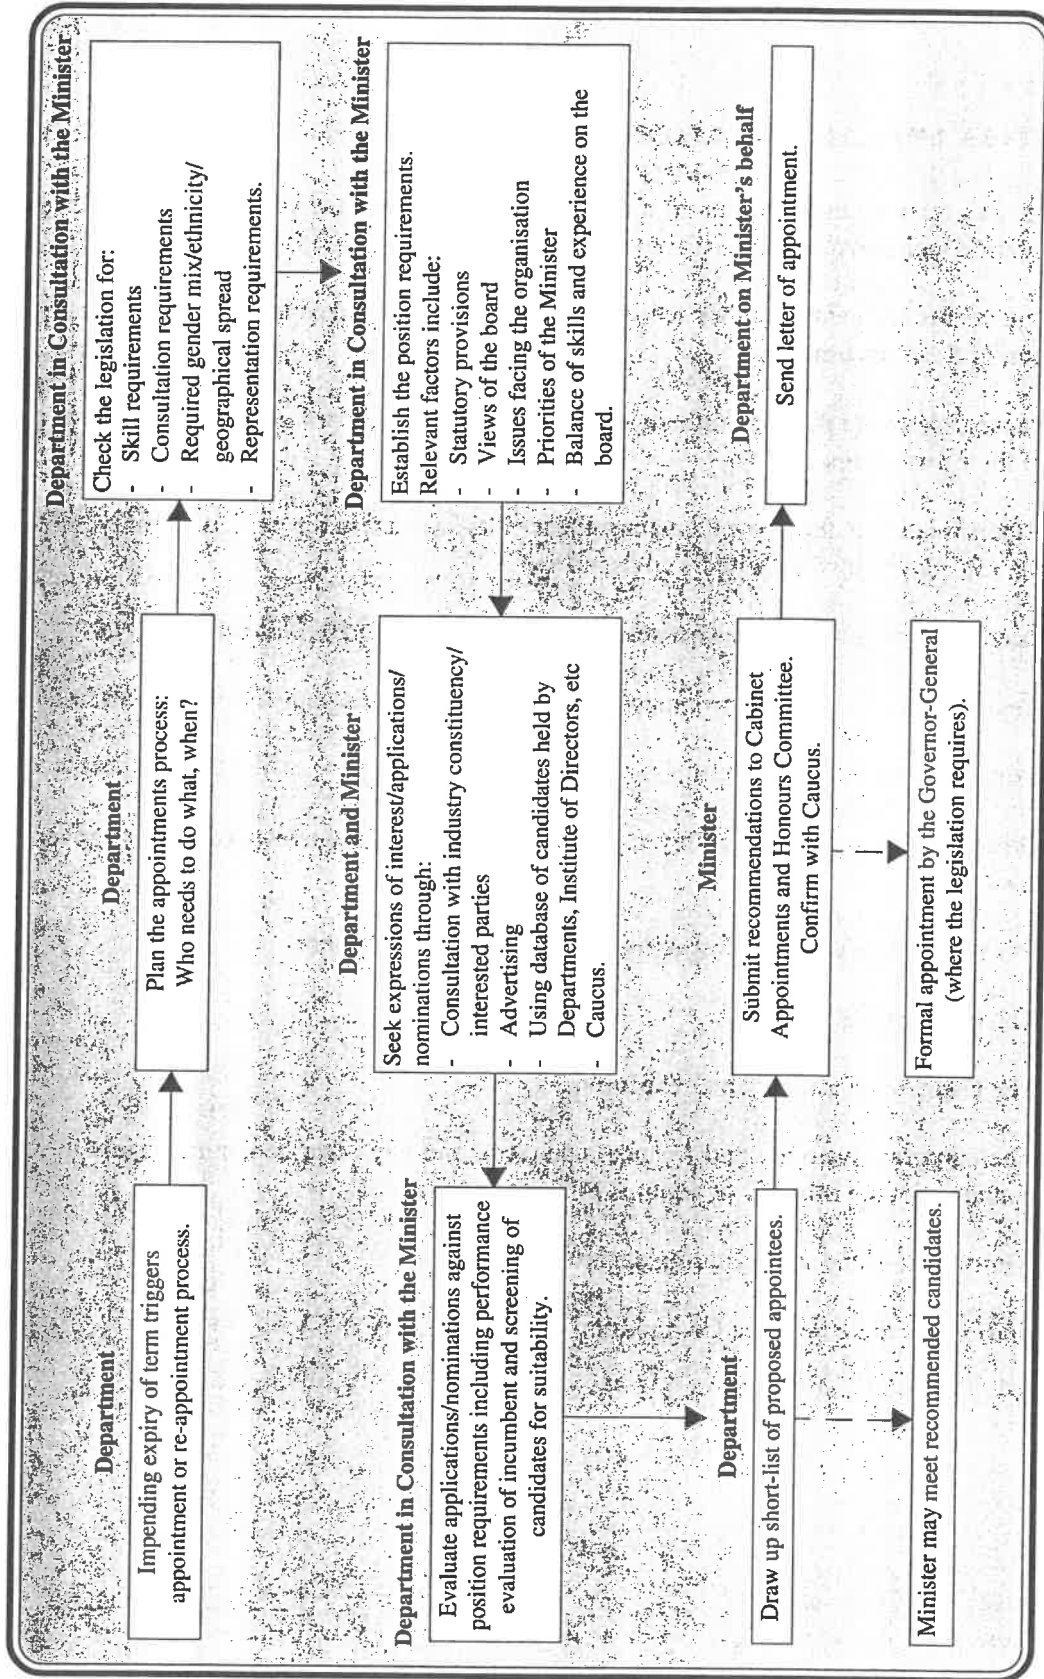 Department
Impending expiry of term triggers
appointment or re-appointment process.
Department
Plan the appointments process:
Who needs to do what, when?
Department in Consultation with the Minister
Check the legislation for:
- Skill requirements
- Consultation requirements
- Required gender mix/ethnicity/
geographical spread
- Representation requirements.
Department in Consultation with the Minister
Establish the position requirements.
Relevant factors include:
- Statutory provisions
- Views of the board
- Issues facing the organisation
- Priorities of the Minister
- Balance of skills and experience on the
board.
Department and Minister
Seek expressions of interest/applications/
nominations through:
- Consultation with industry constituency/
interested parties
- Advertising
- Using database of candidates held by
Departments, Institute of Directors, etc
- Caucus.
Department in Consultation with the Minister
Evaluate applications/nominations against
position requirements including performance
evaluation of incumbent and screening of
candidates for suitability.
Department
Draw up short-list of proposed appointees.
Minister may meet recommended candidates.
Minister
Submit recommendations to Cabinet
Appointments and Honours Committee.
Confirm with Caucus.
Formal appointment by the Governor-General
(where the legislation requires).
Department on Minister's behalf
Send letter of appointment.